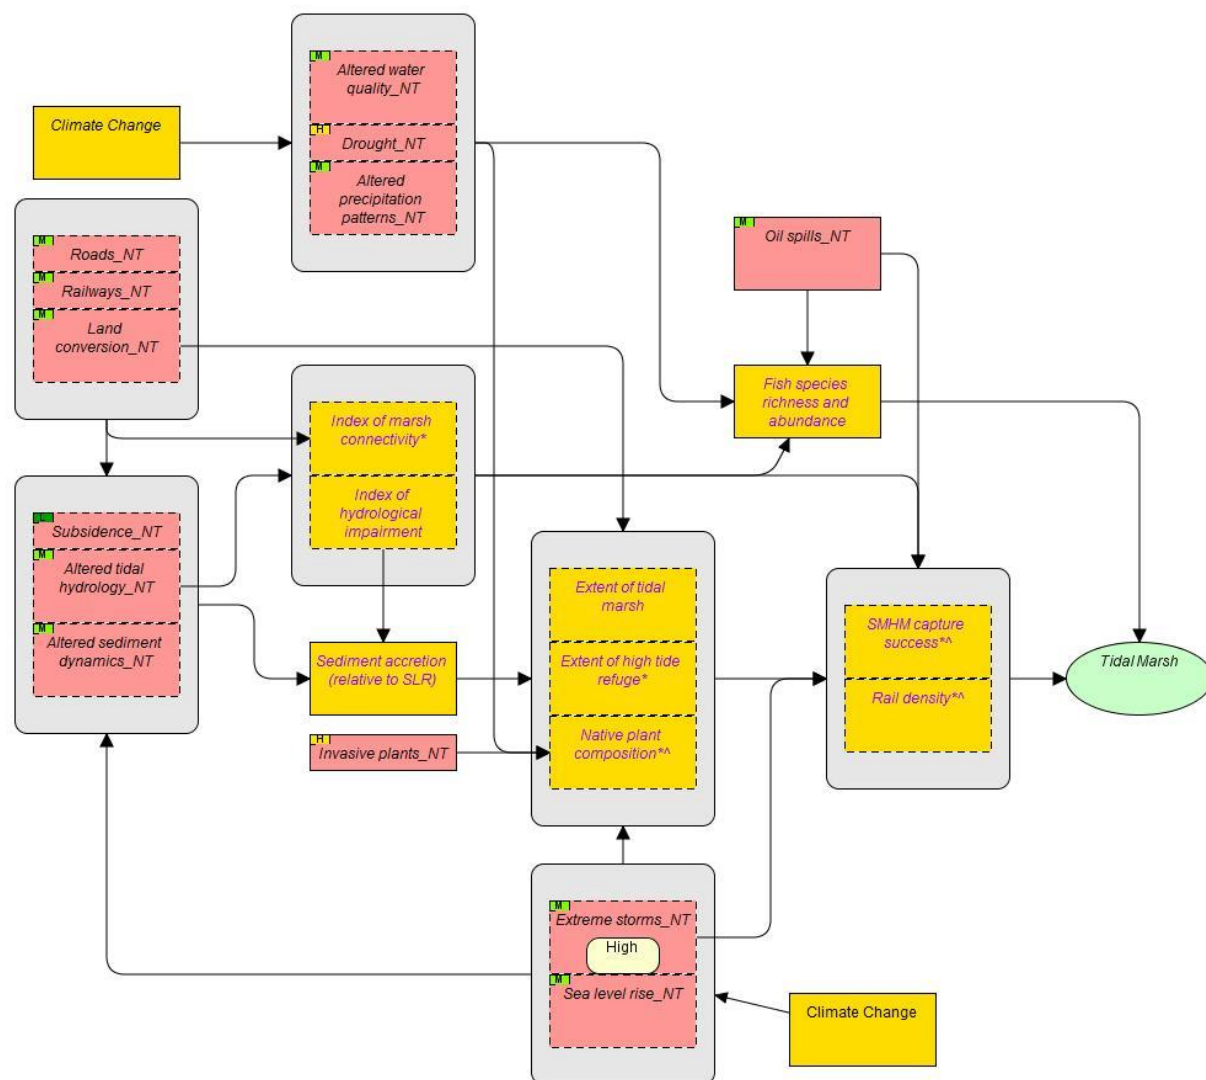 Climate Change
M
Altered water
quality_NT
H
Drought_NT
M
Altered
precipitation
patterns_NT
M
Roads_NT
M
Railways_NT
M
Land
conversion_NT
M
Oil spills_NT
Fish species
richness and
abundance
Index of marsh
connectivity*
Index of
hydrological
impairment
L
Subsidence_NT
M
Altered tidal
hydrology_NT
M
Altered sediment
dynamics_NT
Sediment accretion
(relative to SLR)
H
Invasive plants_NT
Extent of tidal
marsh
Extent of high tide
refuge*
Native plant
composition*^
SMHM capture
success*^
Rail density*^
Tidal Marsh
M
Extreme storms_NT
High
M
Sea level rise_NT
Climate Change